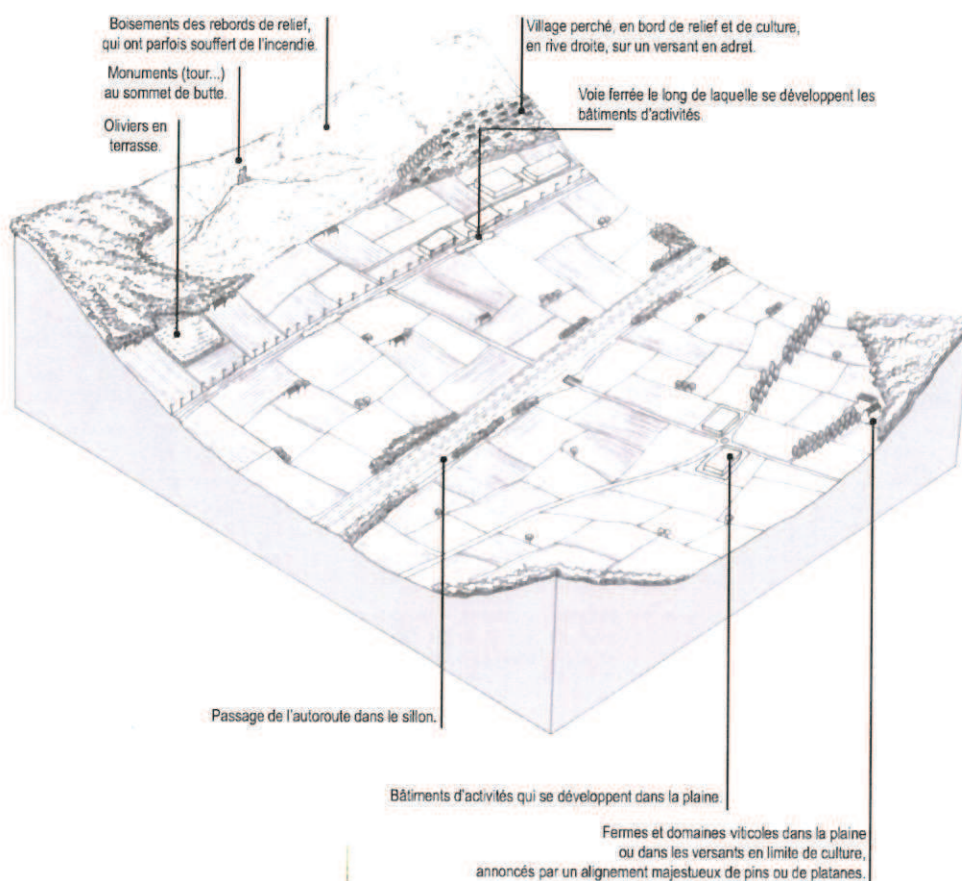 Boisements des rebords de relief,
qui ont parfois souffert de l'incendie.
Monuments (tour...)
au sommet de butte.
Oliviers en
terrasse.
Village perché, en bord de relief et de culture,
en rive droite, sur un versant en adret.
Voie ferrée le long de laquelle se développent les
bâtiments d'activités.
Passage de l'autoroute dans le sillon.
Bâtiments d'activités qui se développent dans la plaine.
Fermes et domaines viticoles dans la plaine
ou dans les versants en limite de culture,
annoncés par un alignement majestueux de pins ou de platanes.